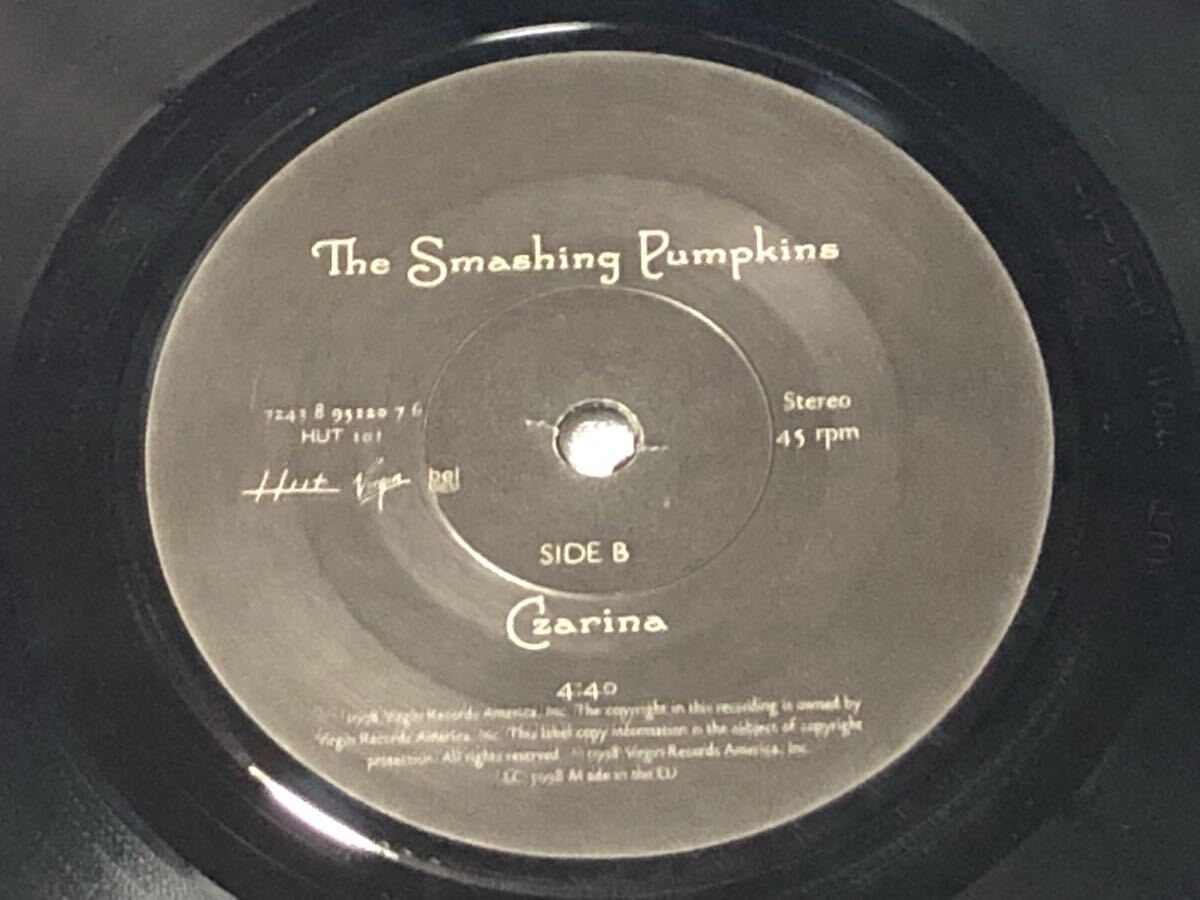 The Smashing Pumpkins
7243 8 95120 7 6
HUT 101
Hut Virgin
Stereo
45 rpm
SIDE B
Czarina
4:40
1998 Virgin Records America, Inc. The copyright in this recording is owned by
Virgin Records America, Inc. This label copy information is the subject of copyright
protection. All rights reserved. 1998 Virgin Records America, Inc.
LC 3098 Made in the EU
HUT